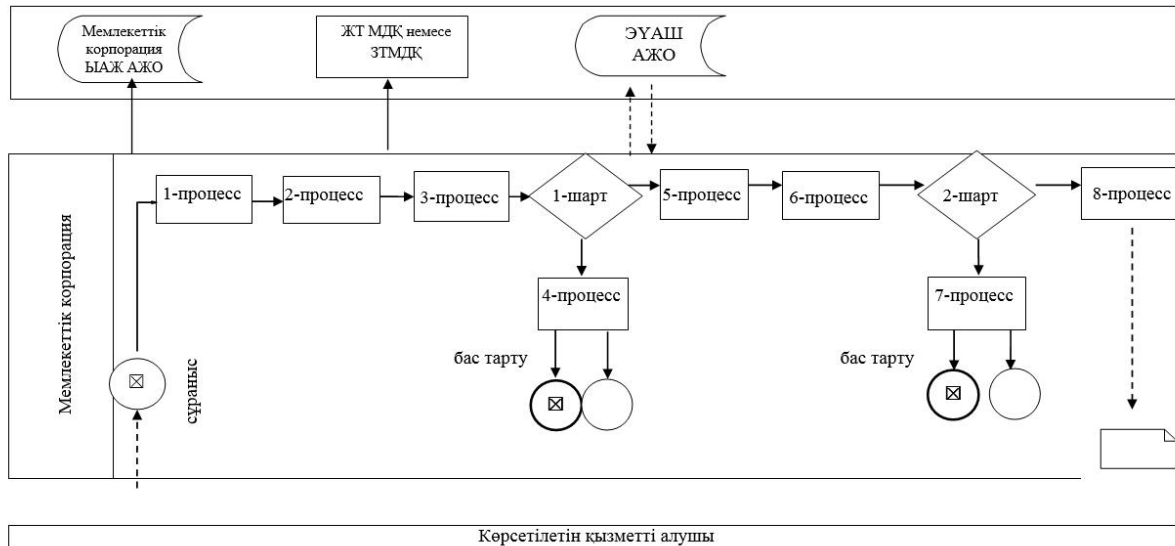 Мемлекеттік
корпорация
ЫАЖ АЖО
ЖТ МДҚ немесе
ЗТМДҚ
ЭҮАШ
АЖО
Мемлекеттік корпорация
1-процесс
2-процесс
3-процесс
1-шарт
5-процесс
6-процесс
2-шарт
8-процесс
4-процесс
7-процесс
бас тарту
бас тарту
сұраныс
Көрсетілетін қызметті алушы